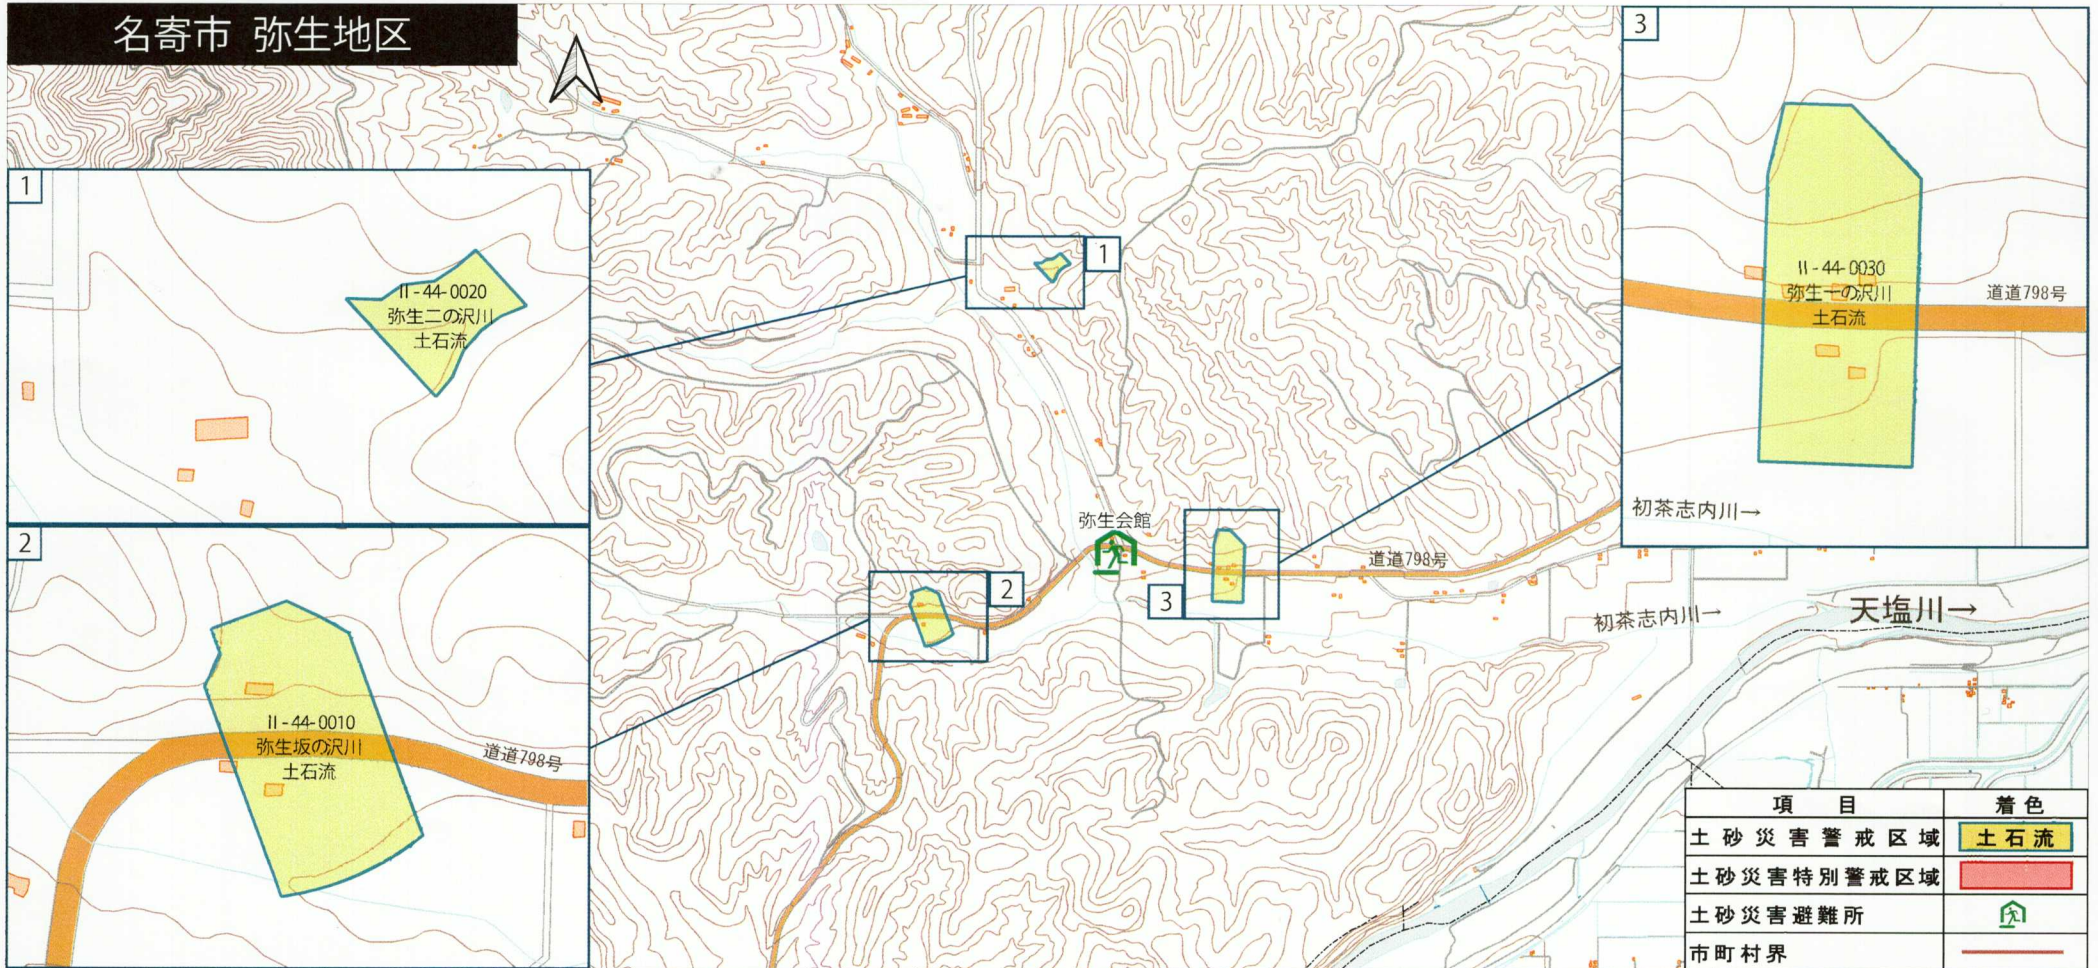 名寄市 弥生地区
1
II-44-0020
弥生二の沢川
土石流
2
II-44-0010
弥生坂の沢川
土石流
道道798号
1
2
3
弥生会館
道道798号
初茶志内川→
天塩川→
3
II-44-0030
弥生一の沢川
土石流
道道798号
初茶志内川→
項 目 着色
土砂災害警戒区域 土石流
土砂災害特別警戒区域
土砂災害避難所
市町村界